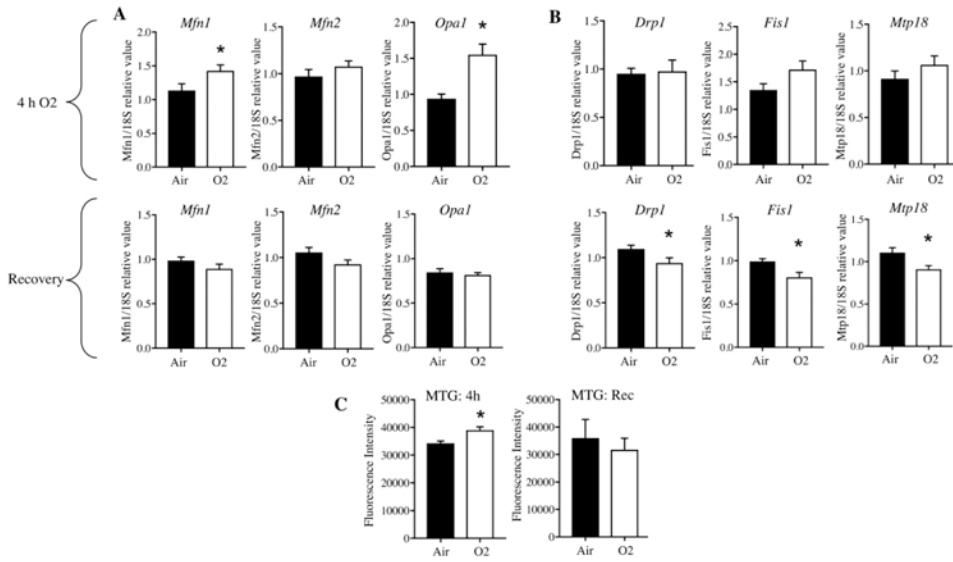 A
B
Mfn1
Mfn2
Opa1
Drp1
Fis1
Mtp18
4 h O2
Mfn1/18S relative value
2.0
1.5
1.0
0.5
0.0
*
Air
O2
Mfn2/18S relative value
1.5
1.0
0.5
0.0
Air
O2
Opa1/18S relative value
2.0
1.5
1.0
0.5
0.0
*
Air
O2
Drp1/18S relative value
1.5
1.0
0.5
0.0
Air
O2
Fis1/18S relative value
2.5
2.0
1.5
1.0
0.5
0.0
Air
O2
Mtp18/18S relative value
1.5
1.0
0.5
0.0
Air
O2
Recovery
Mfn1
Mfn1/18S relative value
1.5
1.0
0.5
0.0
Air
O2
Mfn2
Mfn2/18S relative value
1.5
1.0
0.5
0.0
Air
O2
Opa1
Opa1/18S relative value
1.5
1.0
0.5
0.0
Air
O2
Drp1
Drp1/18S relative value
1.5
1.0
0.5
0.0
*
Air
O2
Fis1
Fis1/18S relative value
1.5
1.0
0.5
0.0
*
Air
O2
Mtp18
Mtp18/18S relative value
1.5
1.0
0.5
0.0
*
Air
O2
C
MTG: 4h
Fluorescence Intensity
50000
40000
30000
20000
10000
0
*
Air
O2
MTG: Rec
Fluorescence Intensity
50000
40000
30000
20000
10000
0
Air
O2